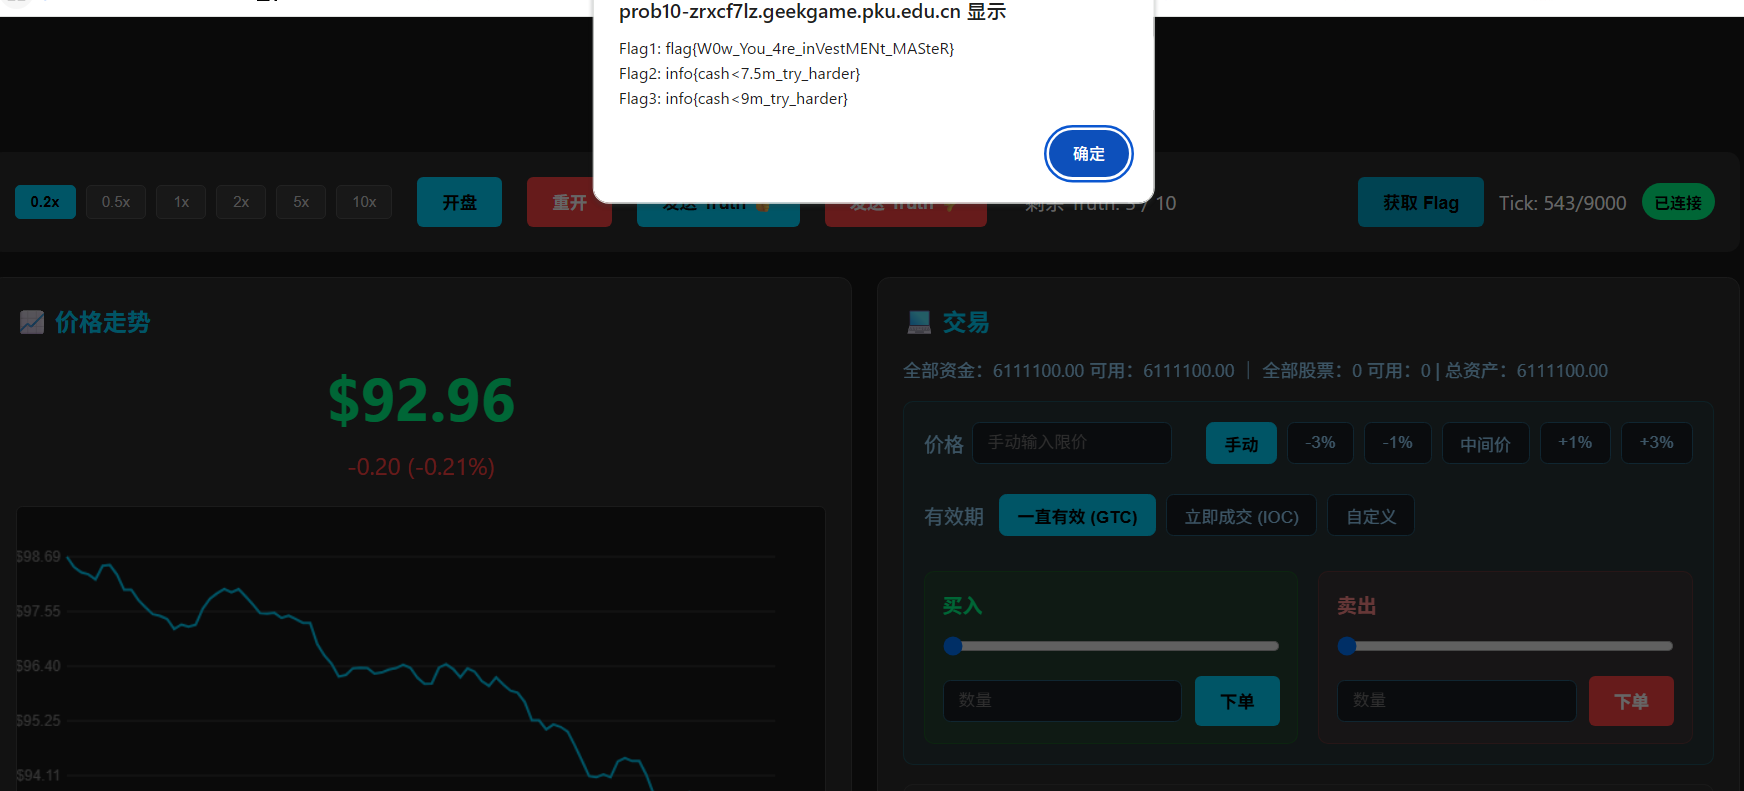 prob10-zrxcf7lz.geekgame.pku.edu.cn 显示
Flag1: flag{W0w_You_4re_inVestMENt_MASteR}
Flag2: info{cash<7.5m_try_harder}
Flag3: info{cash<9m_try_harder}
确定
0.2x 0.5x 1x 2x 5x 10x 开盘 重开 发送 Truth 发送 Truth 剩余 Truth: / 10 获取 Flag Tick: 543/9000 已连接
价格走势
$92.96
-0.20 (-0.21%)
$98.69
$97.55
$96.40
$95.25
$94.11
交易
全部资金：6111100.00 可用：6111100.00 ｜ 全部股票：0 可用：0 | 总资产：6111100.00
价格 手动输入限价 手动 -3% -1% 中间价 +1% +3%
有效期 一直有效 (GTC) 立即成交 (IOC) 自定义
买入
数量 下单
卖出
数量 下单